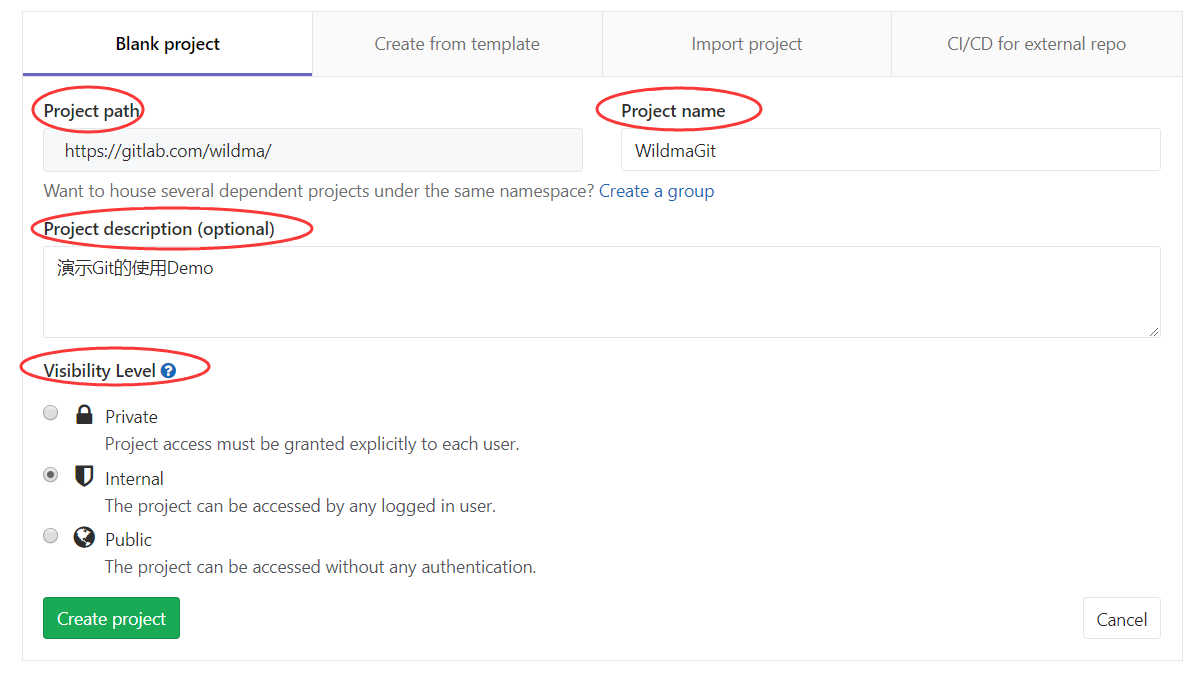 Blank project
Create from template
Import project
CI/CD for external repo
Project path
Project name
https://gitlab.com/wildma/
WildmaGit
Want to house several dependent projects under the same namespace? Create a group
Project description (optional)
演示Git的使用Demo
Visibility Level ?
Private
Project access must be granted explicitly to each user.
Internal
The project can be accessed by any logged in user.
Public
The project can be accessed without any authentication.
Create project
Cancel